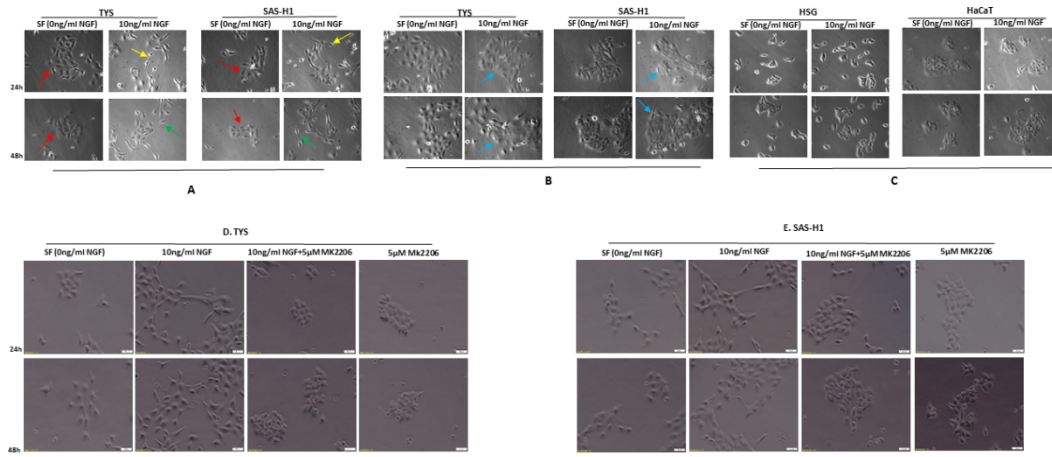 TYS SAS-H1
SF (0ng/ml NGF) 10ng/ml NGF SF (0ng/ml NGF) 10ng/ml NGF
24h
48h
A
TYS SAS-H1
SF (0ng/ml NGF) 10ng/ml NGF SF (0ng/ml NGF) 10ng/ml NGF
B
HSG HaCaT
SF (0ng/ml NGF) 10ng/ml NGF SF (0ng/ml NGF) 10ng/ml NGF
C
D. TYS
SF (0ng/ml NGF) 10ng/ml NGF 10ng/ml NGF+5µM MK2206 5µM Mk2206
24h
48h
E. SAS-H1
SF (0ng/ml NGF) 10ng/ml NGF 10ng/ml NGF+5µM MK2206 5µM MK2206